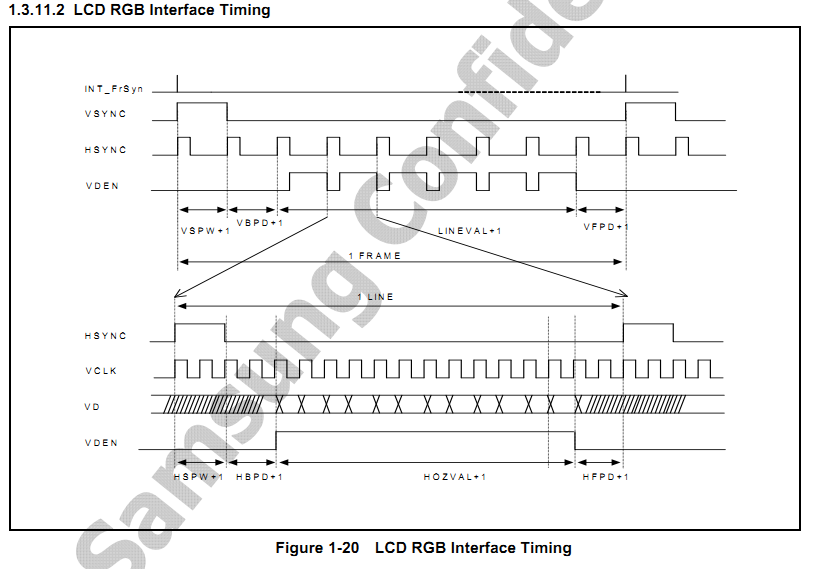 1.3.11.2 LCD RGB Interface Timing
INT_FrSyn
VSYNC
HSYNC
VDEN
VSPW+1
VBPD+1
LINEVAL+1
VFPD+1
1 FRAME
1 LINE
HSYNC
VCLK
VD
VDEN
HSPW+1
HBPD+1
HOZVAL+1
HFPD+1
Samsung Confide
Figure 1-20 LCD RGB Interface Timing